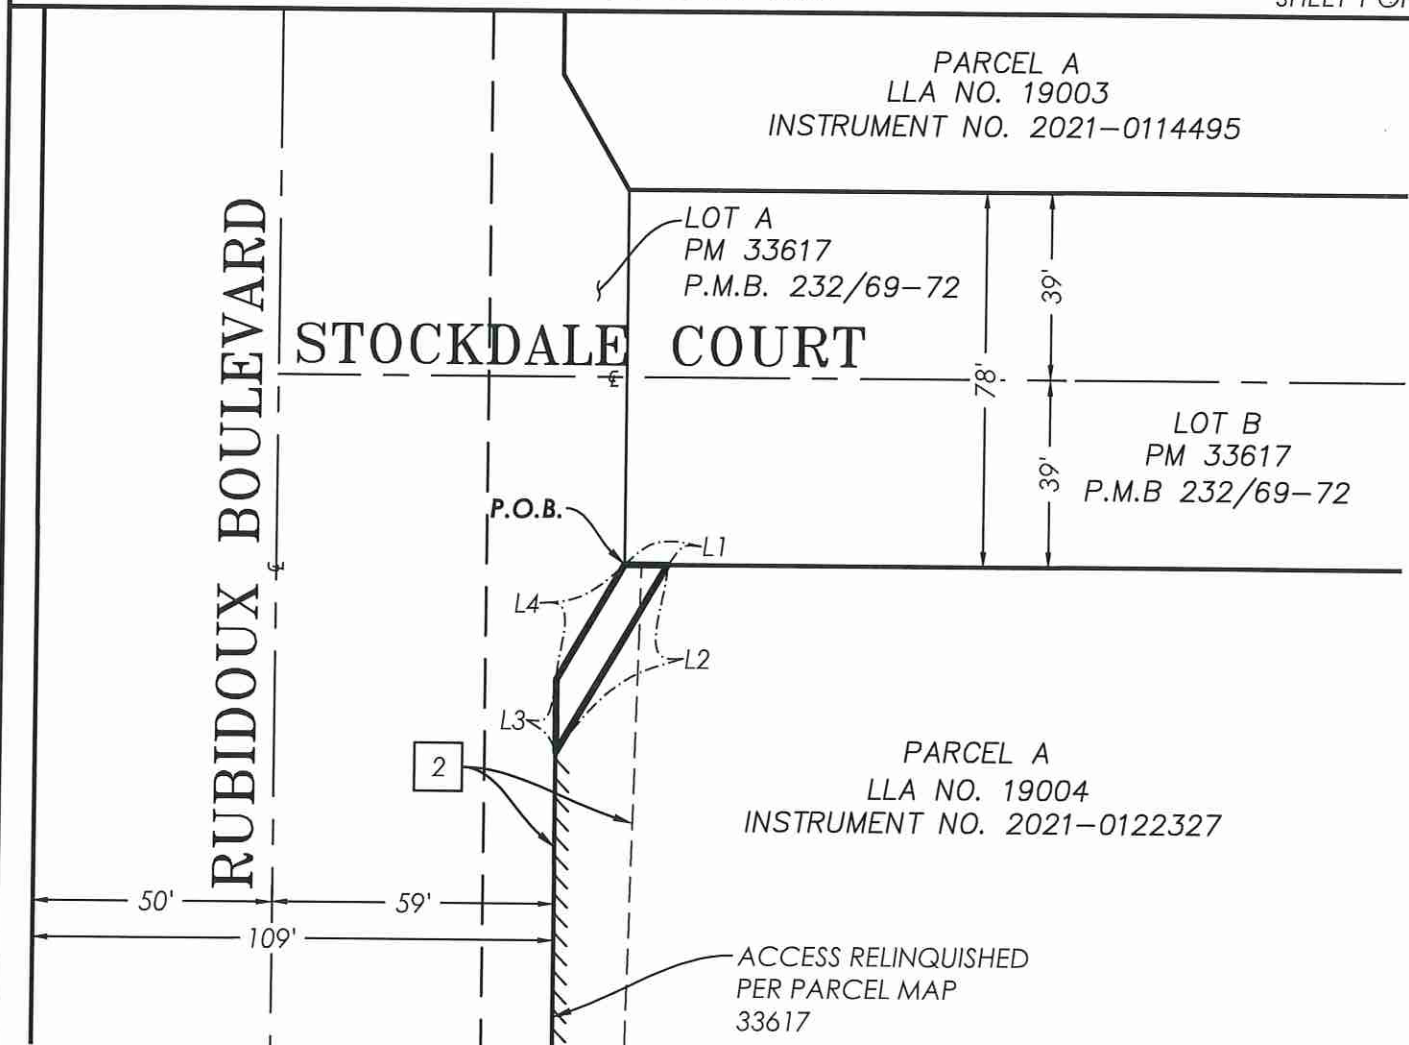 PARCEL A
LLA NO. 19003
INSTRUMENT NO. 2021-0114495
LOT A
PM 33617
P.M.B. 232/69-72
39'
STOCKDALE COURT
℄
78'
RUBIDOUX BOULEVARD
℄
LOT B
PM 33617
P.M.B 232/69-72
39'
P.O.B.
L1
L4
L2
L3
2
PARCEL A
LLA NO. 19004
INSTRUMENT NO. 2021-0122327
50'
59'
109'
ACCESS RELINQUISHED
PER PARCEL MAP
33617